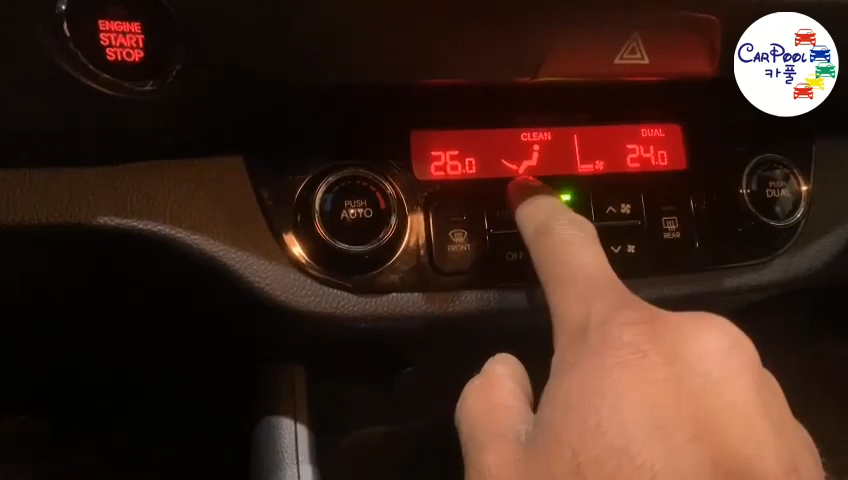 ENGINE
START
STOP
CARPOOL
카풀
CLEAN
DUAL
26.0
24.0
PUSH
AUTO
PUSH
DUAL
FRONT
REAR
OFF